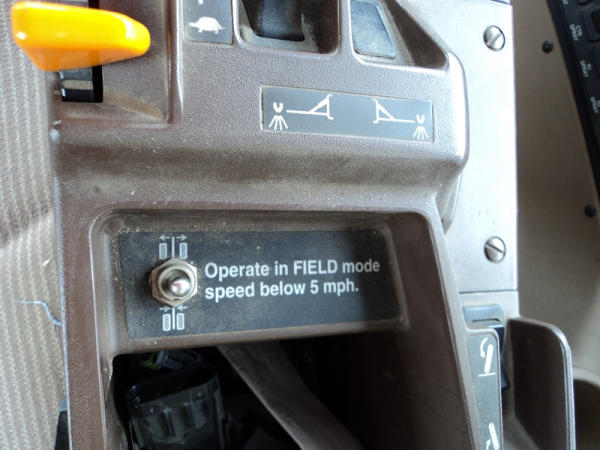 Operate in FIELD mode
speed below 5 mph.